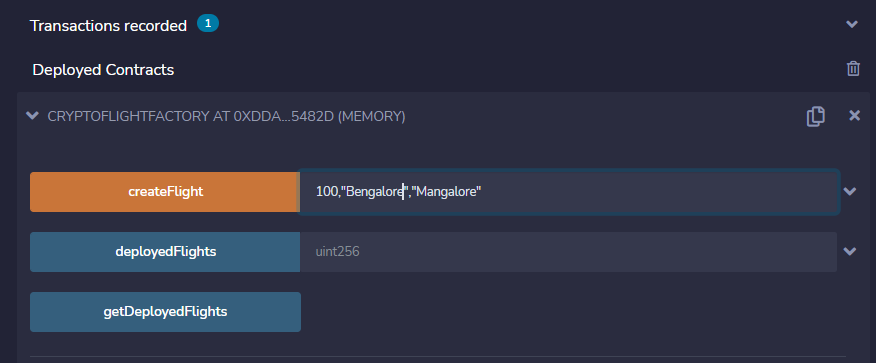 Transactions recorded 1
Deployed Contracts
CRYPTOFLIGHTFACTORY AT 0XDDA...5482D (MEMORY)
createFlight 100,"Bengalore","Mangalore"
deployedFlights uint256
getDeployedFlights